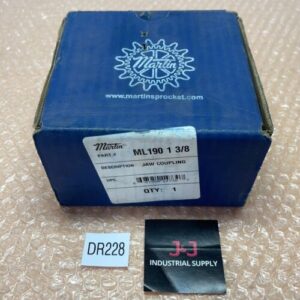 Martin
www.martinsprocket.com
Martin
PART # ML190 1 3/8
DESCRIPTION JAW COUPLING
UPC
QTY: 1
DR228
J&J
INDUSTRIAL SUPPLY